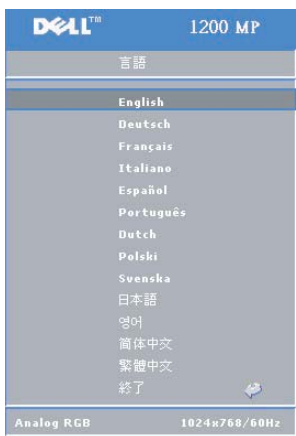 DELL™ 1200 MP
言語
English
Deutsch
Français
Italiano
Español
Português
Dutch
Polski
Svenska
日本語
영어
简体中文
繁體中文
終了
Analog RGB 1024x768/60Hz